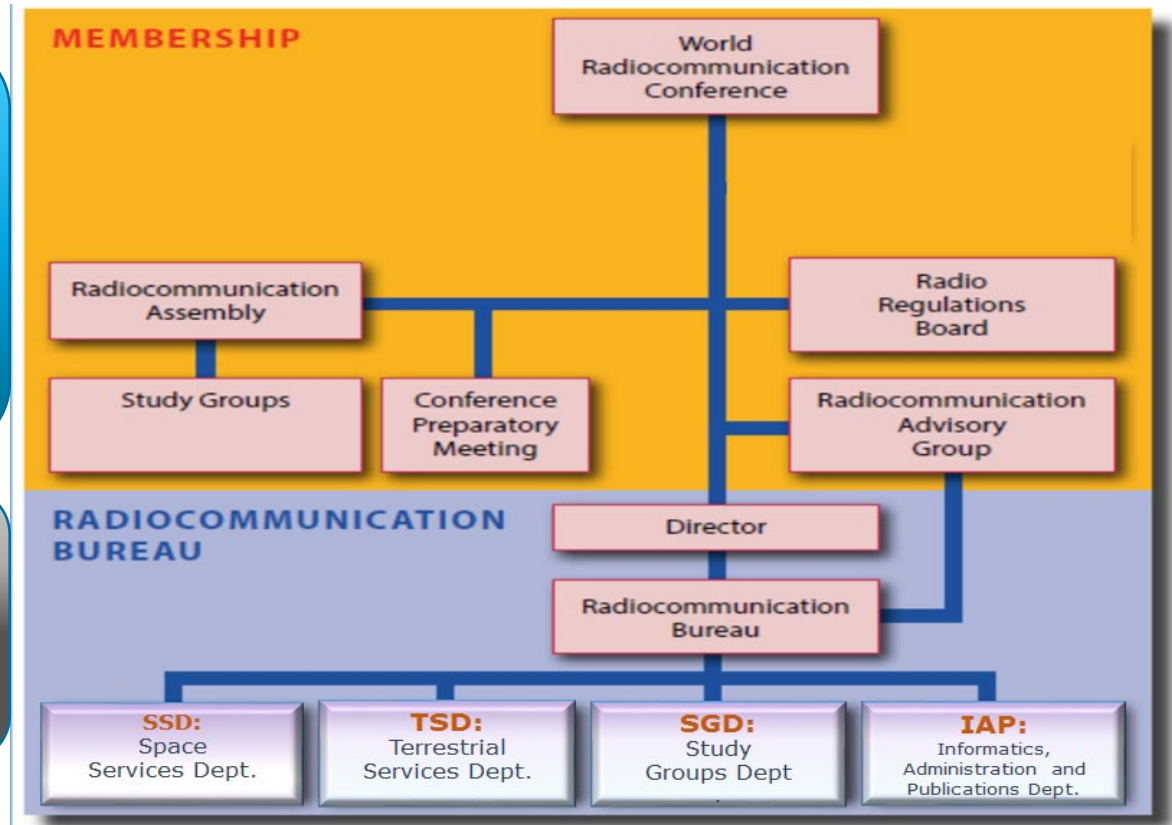 MEMBERSHIP
World
Radiocommunication
Conference
Radiocommunication
Assembly
Radio
Regulations
Board
Study Groups
Conference
Preparatory
Meeting
Radiocommunication
Advisory
Group
RADIOCOMMUNICATION
BUREAU
Director
Radiocommunication
Bureau
SSD:
Space
Services Dept.
TSD:
Terrestrial
Services Dept.
SGD:
Study
Groups Dept
IAP:
Informatics,
Administration and
Publications Dept.